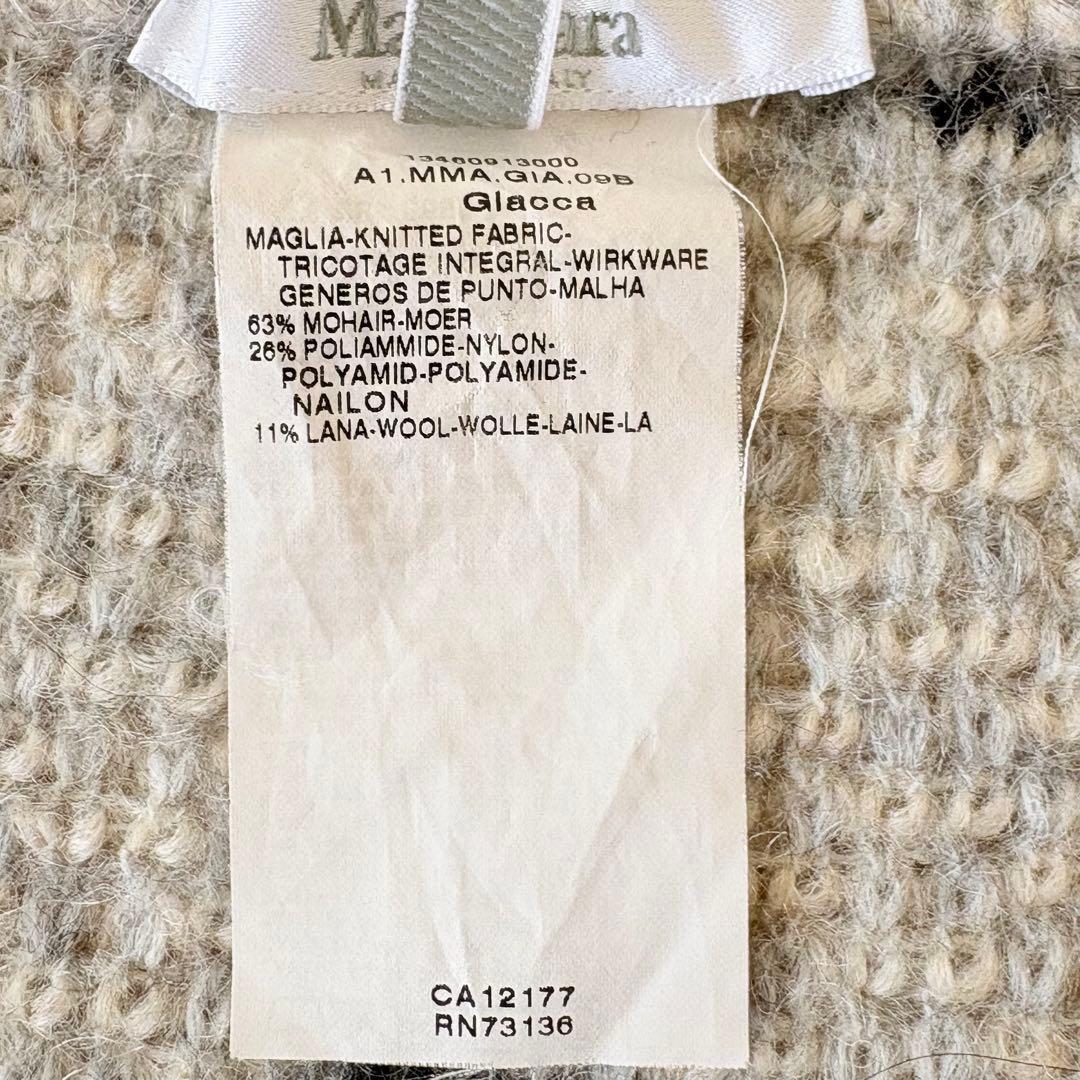 13460913000
A1.MMA.GIA.09B
Giacca
MAGLIA-KNITTED FABRIC-
TRICOTAGE INTEGRAL-WIRKWARE
GENEROS DE PUNTO-MALHA
63% MOHAIR-MOER
26% POLIAMMIDE-NYLON-
POLYAMID-POLYAMIDE-
NAILON
11% LANA-WOOL-WOLLE-LAINE-LA
CA12177
RN73136